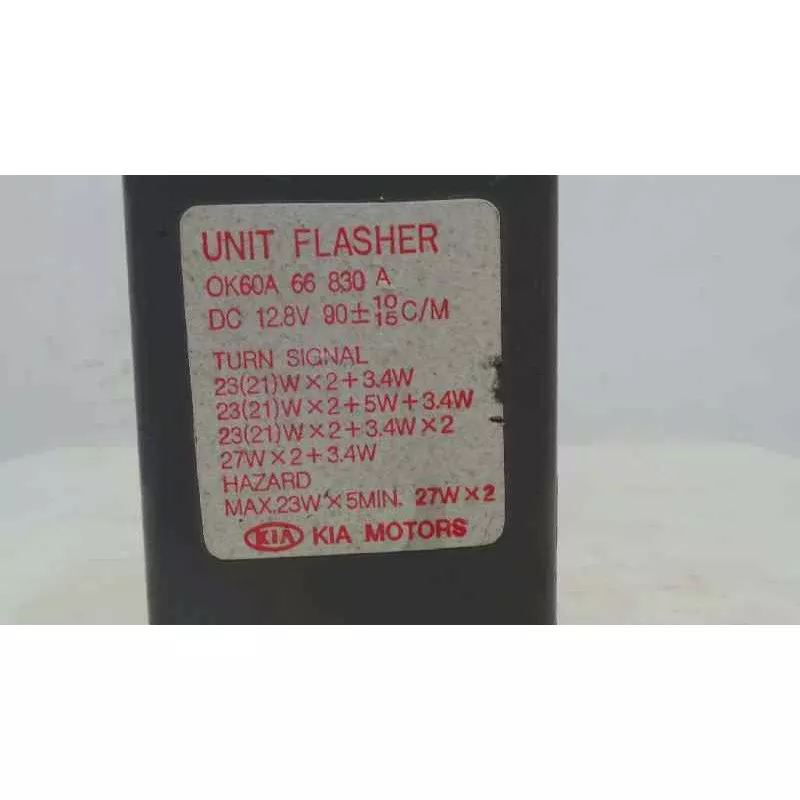 UNIT FLASHER
OK60A 66 830 A
DC 12.8V 90±10/15C/M
TURN SIGNAL
23(21)W×2+3.4W
23(21)W×2+5W+3.4W
23(21)W×2+3.4W×2
27W×2+3.4W
HAZARD
MAX.23W×5MIN. 27W×2
KIA KIA MOTORS